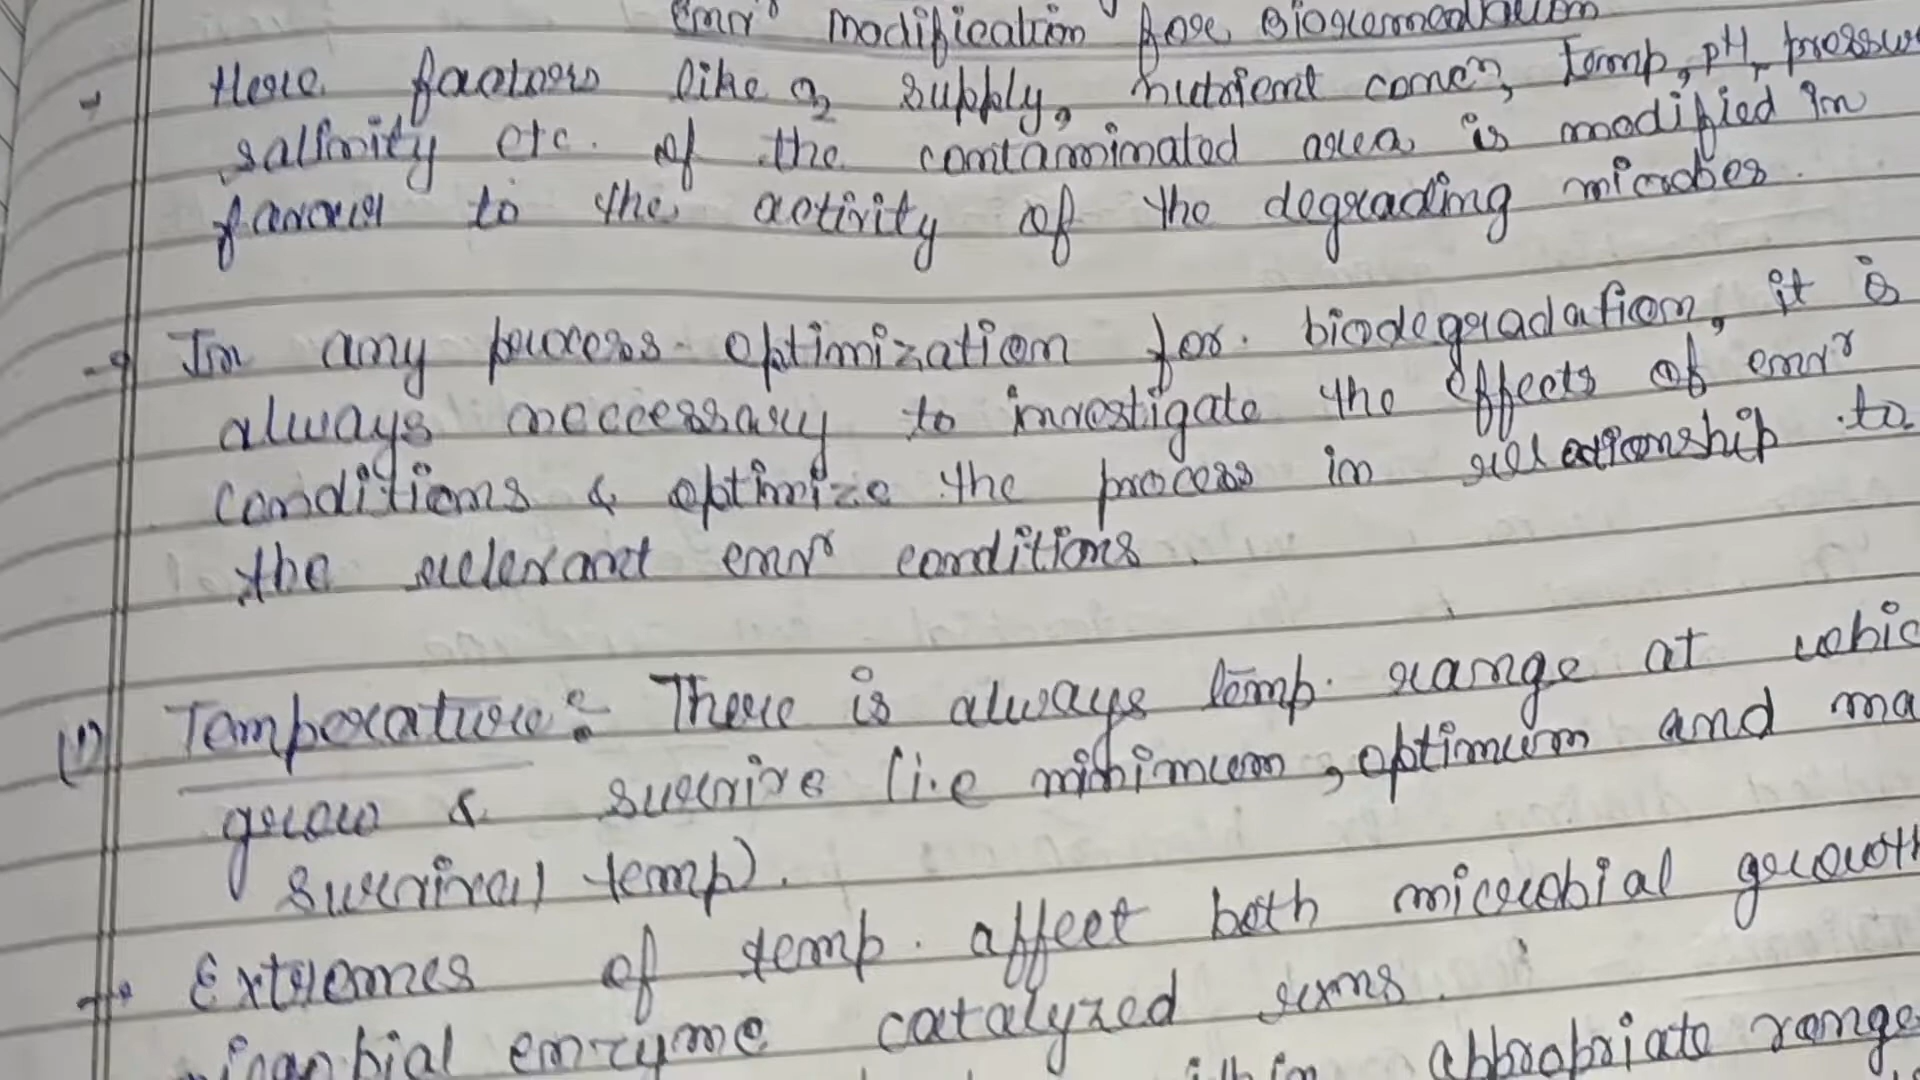 Envr modification for Bioremediation
Here factors like O2 supply, nutrient concn, temp, pH, pressure
salinity etc. of the contaminated area is modified in
favour to the activity of the degrading microbes.
In any process optimization for biodegradation, it is
always neccessary to investigate the effects of envr
conditions & optimize the process in relationship to
the relevant envr conditions.
(1) Temperature: There is always temp. range at whic
grow & survive (i.e minimum, optimum and ma
survival temp).
Extremes of temp. affect both microbial growth
enzyme catalyzed rxns.
appropriate range